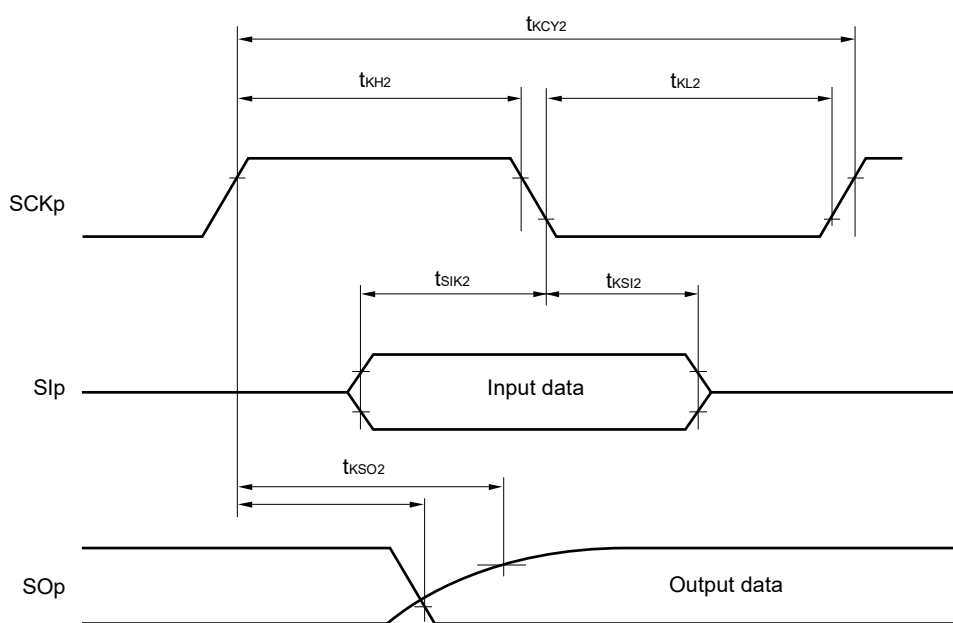 tKCY2
tKH2
tKL2
SCKp
tSIK2
tKSI2
SIp
Input data
tKSO2
SOp
Output data